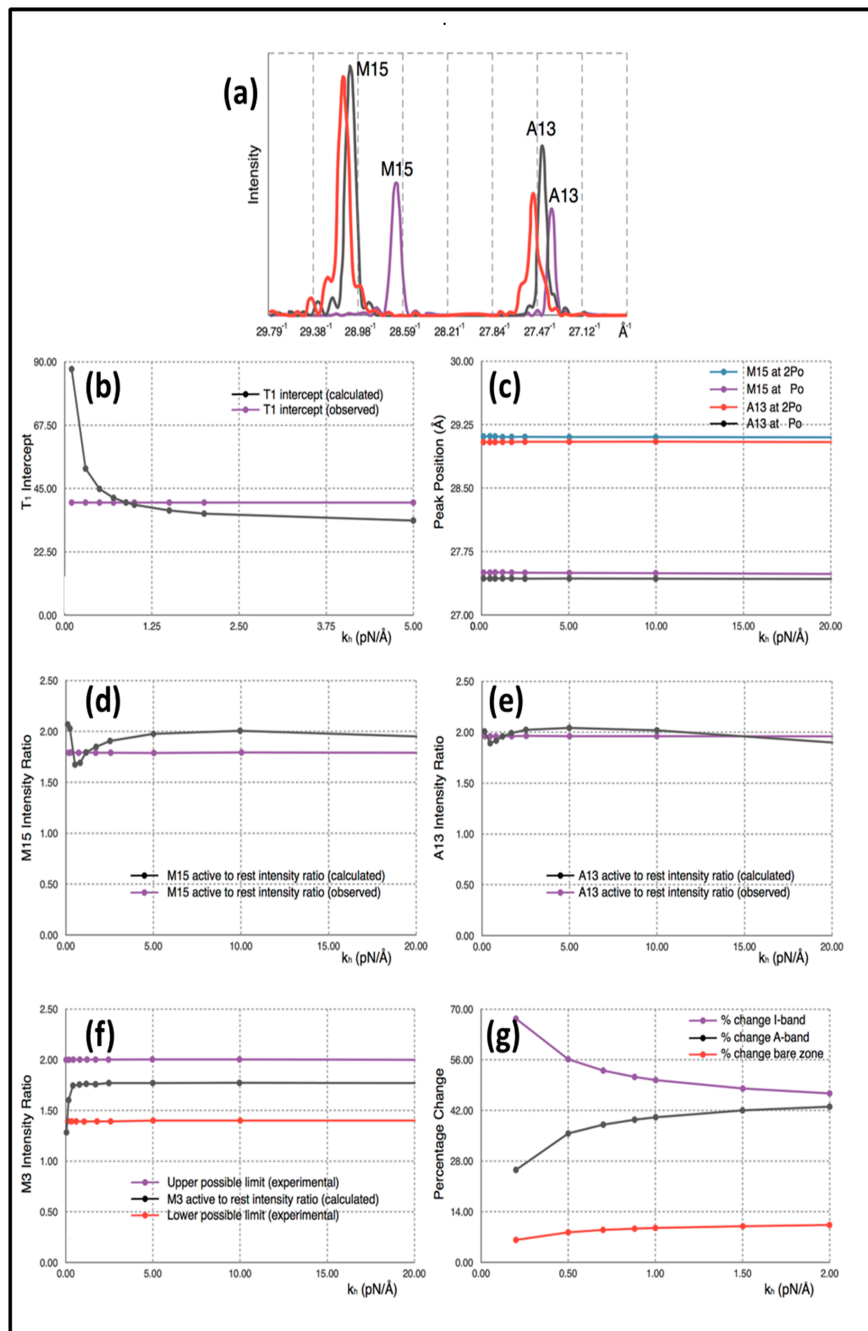 (a)
M15
M15
A13
A13
Intensity
29.79⁻¹ 29.38⁻¹ 28.98⁻¹ 28.59⁻¹ 28.21⁻¹ 27.84⁻¹ 27.47⁻¹ 27.12⁻¹ Å⁻¹
(b)
T1 intercept (calculated)
T1 intercept (observed)
T1 Intercept
90.00
67.50
45.00
22.50
0.00
0.00 1.25 2.50 3.75 5.00
kh (pN/Å)
(c)
M15 at 2Po
M15 at Po
A13 at 2Po
A13 at Po
Peak Position (Å)
30.00
29.25
28.50
27.75
27.00
0.00 5.00 10.00 15.00 20.00
kh (pN/Å)
(d)
M15 Intensity Ratio
2.50
2.00
1.50
1.00
0.50
0.00
M15 active to rest intensity ratio (calculated)
M15 active to rest intensity ratio (observed)
0.00 5.00 10.00 15.00 20.00
kh (pN/Å)
(e)
A13 Intensity Ratio
2.50
2.00
1.50
1.00
0.50
0.00
A13 active to rest intensity ratio (calculated)
A13 active to rest intensity ratio (observed)
0.00 5.00 10.00 15.00 20.00
kh (pN/Å)
(f)
M3 Intensity Ratio
2.50
2.00
1.50
1.00
0.50
0.00
Upper possible limit (experimental)
M3 active to rest intensity ratio (calculated)
Lower possible limit (experimental)
0.00 5.00 10.00 15.00 20.00
kh (pN/Å)
(g)
% change I-band
% change A-band
% change bare zone
Percentage Change
70.00
56.00
42.00
28.00
14.00
0.00
0.00 0.50 1.00 1.50 2.00
kh (pN/Å)